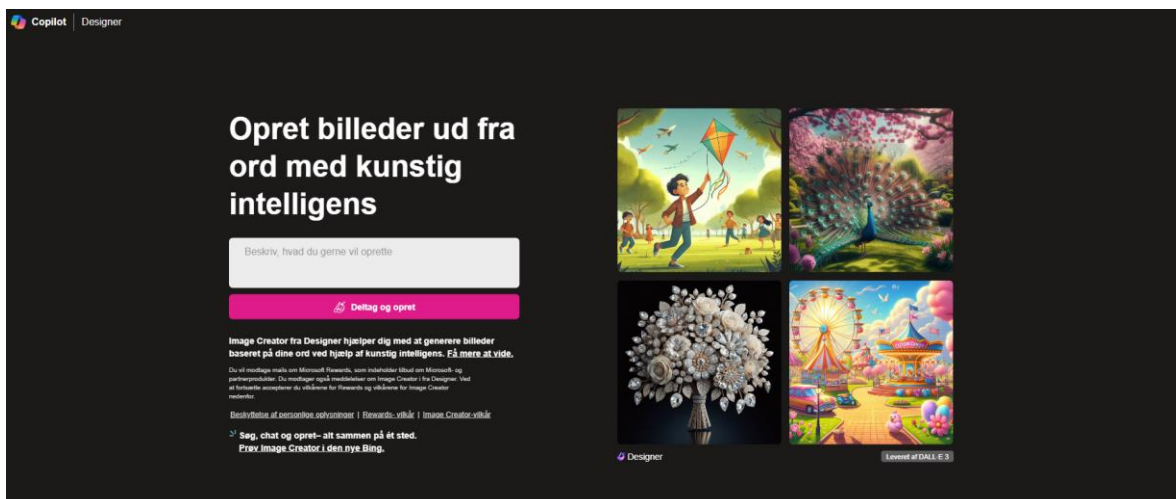 Copilot | Designer
Opret billeder ud fra
ord med kunstig
intelligens
Beskriv, hvad du gerne vil oprette
Deltag og opret
Image Creator fra Designer hjælper dig med at generere billeder
baseret på dine ord ved hjælp af kunstig intelligens. Få mere at vide.
Du vil modtage mails om Microsoft Rewards, som indeholder tilbud om Microsoft- og
partnerprodukter. Du modtager også meddelelser om Image Creator i fra Designer. Ved
at fortsætte accepterer du vilkårene for Rewards og vilkårene for Image Creator
nedenfor.
Beskyttelse af personlige oplysninger | Rewards- vilkår | Image Creator-vilkår
Søg, chat og opret– alt sammen på ét sted.
Prøv Image Creator i den nye Bing.
Designer
Leveret af DALL·E 3